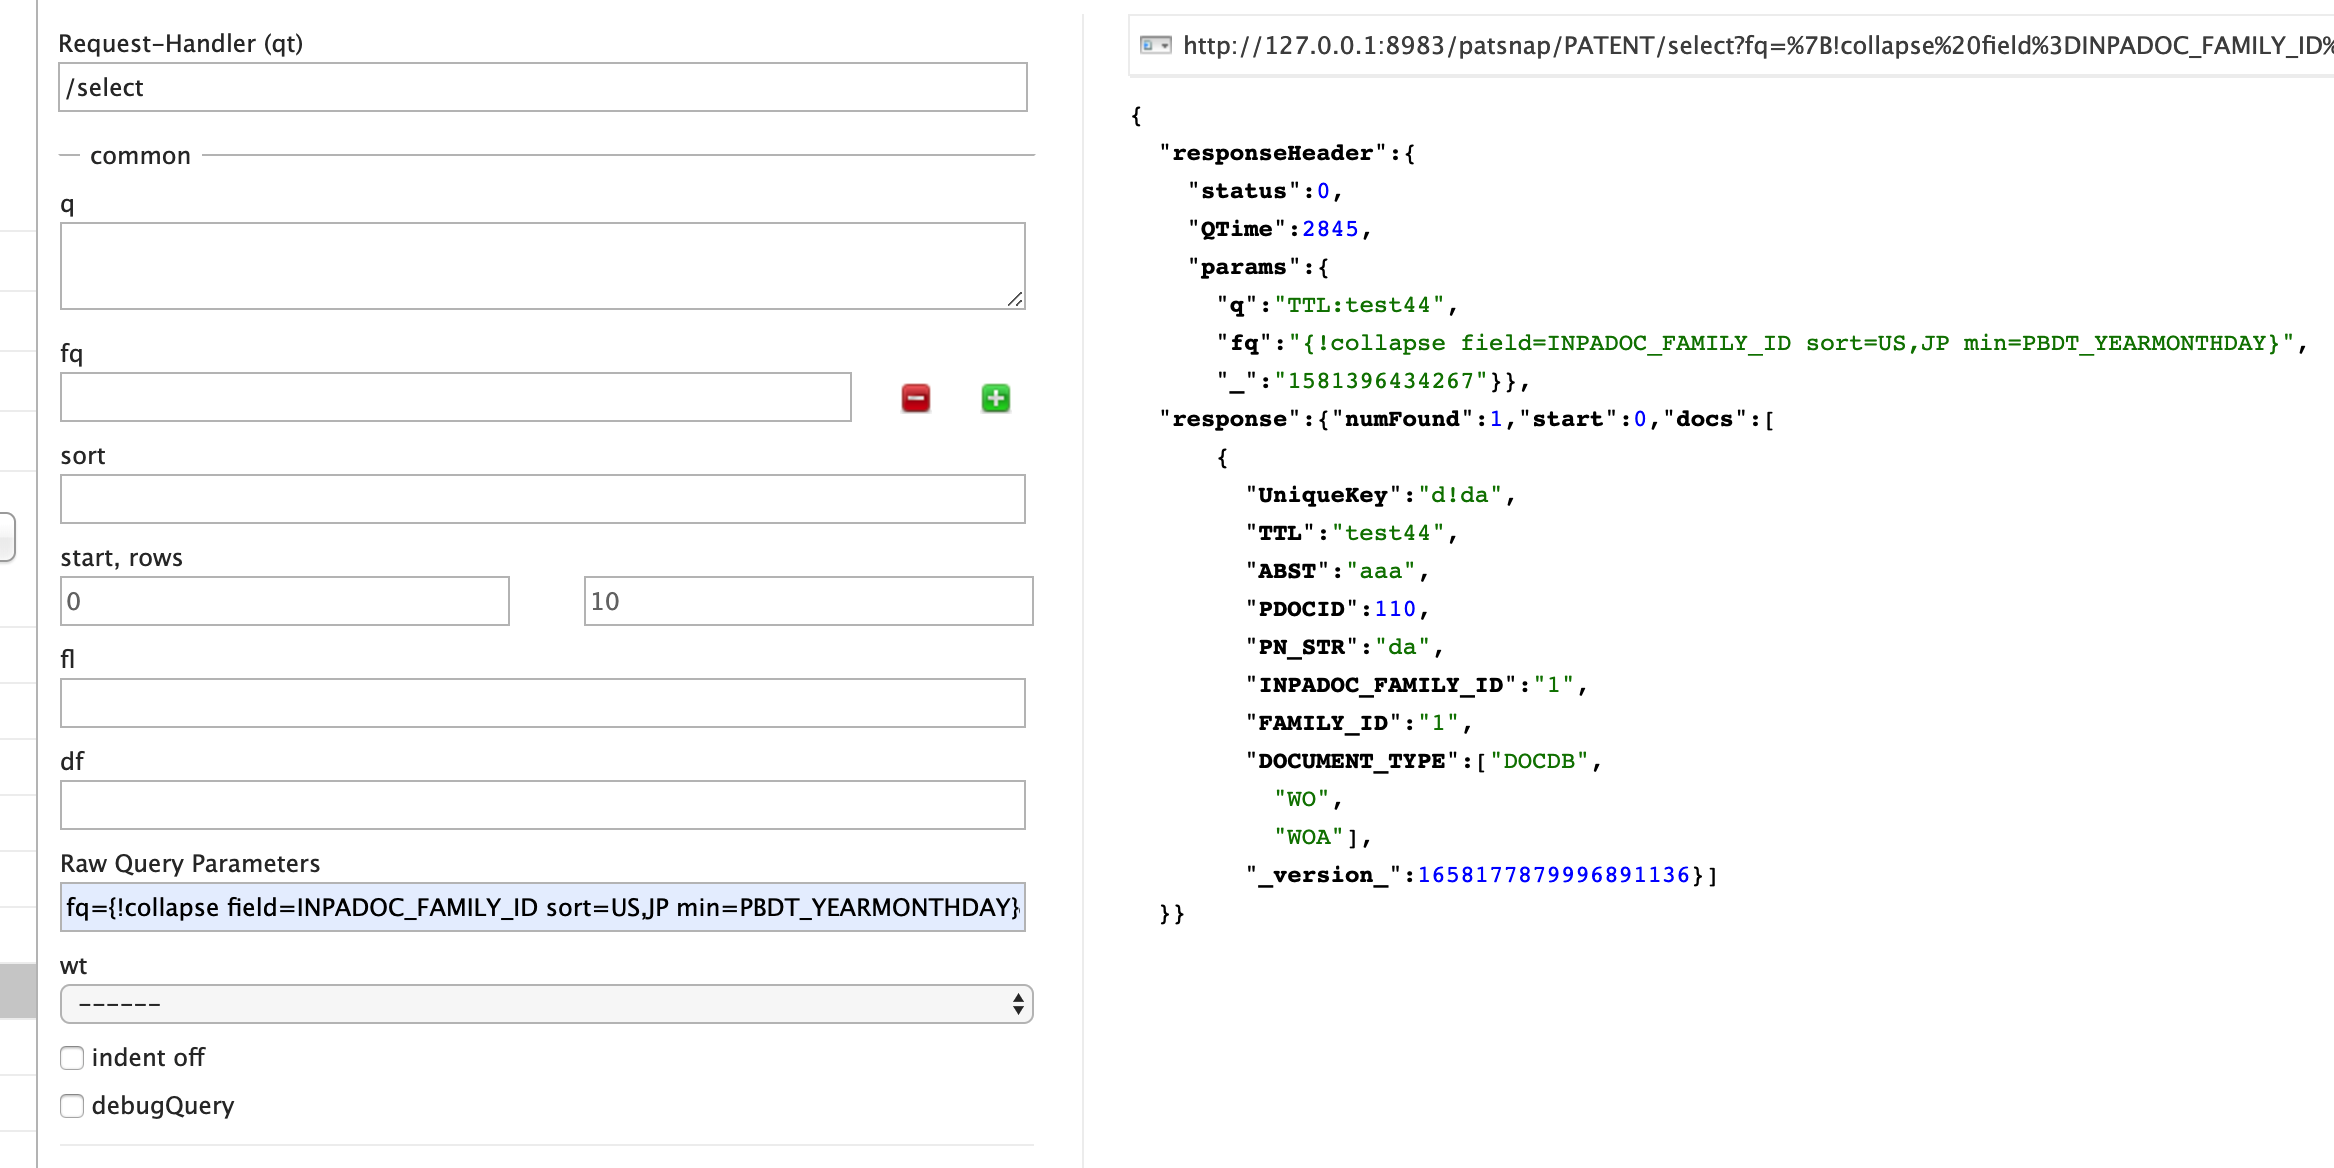 Request-Handler (qt)
/select
common
q
fq
sort
start, rows
0
10
fl
df
Raw Query Parameters
fq={!collapse field=INPADOC_FAMILY_ID sort=US,JP min=PBDT_YEARMONTHDAY}
wt
------
indent off
debugQuery
http://127.0.0.1:8983/patsnap/PATENT/select?fq=%7B!collapse%20field%3DINPADOC_FAMILY_ID%
{
"responseHeader":{
"status":0,
"QTime":2845,
"params":{
"q":"TTL:test44",
"fq":"{!collapse field=INPADOC_FAMILY_ID sort=US,JP min=PBDT_YEARMONTHDAY}",
"_":"1581396434267"}},
"response":{"numFound":1,"start":0,"docs":[
{
"UniqueKey":"d!da",
"TTL":"test44",
"ABST":"aaa",
"PDOCID":110,
"PN_STR":"da",
"INPADOC_FAMILY_ID":"1",
"FAMILY_ID":"1",
"DOCUMENT_TYPE":["DOCDB",
"WO",
"WOA"],
"_version_":1658177879996891136}]
}}